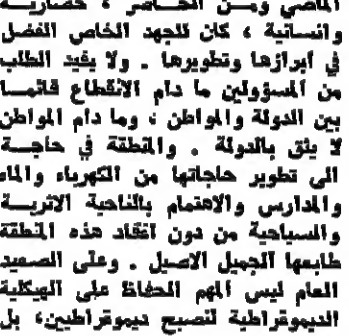 الماضي ومن الحاضر ، حضارية
وانسانية ، كان للجهد الخاص الفضل
في ابرازها وتطويرها . ولا يفيد الطلب
من المسؤولين ما دام الانقطاع قائما
بين الدولة والمواطن ، وما دام المواطن
لا يثق بالدولة . والمنطقة في حاجة
الى تطوير حاجاتها من الكهرباء والماء
والمدارس والاهتمام بالناحية الاثرية
والسياحية من دون افقاد هذه المنطقة
طابعها الجميل الاصيل . وعلى الصعيد
العام ليس المهم الحفاظ على الهيكلية
الديموقراطية لنصبح ديموقراطيين، بل